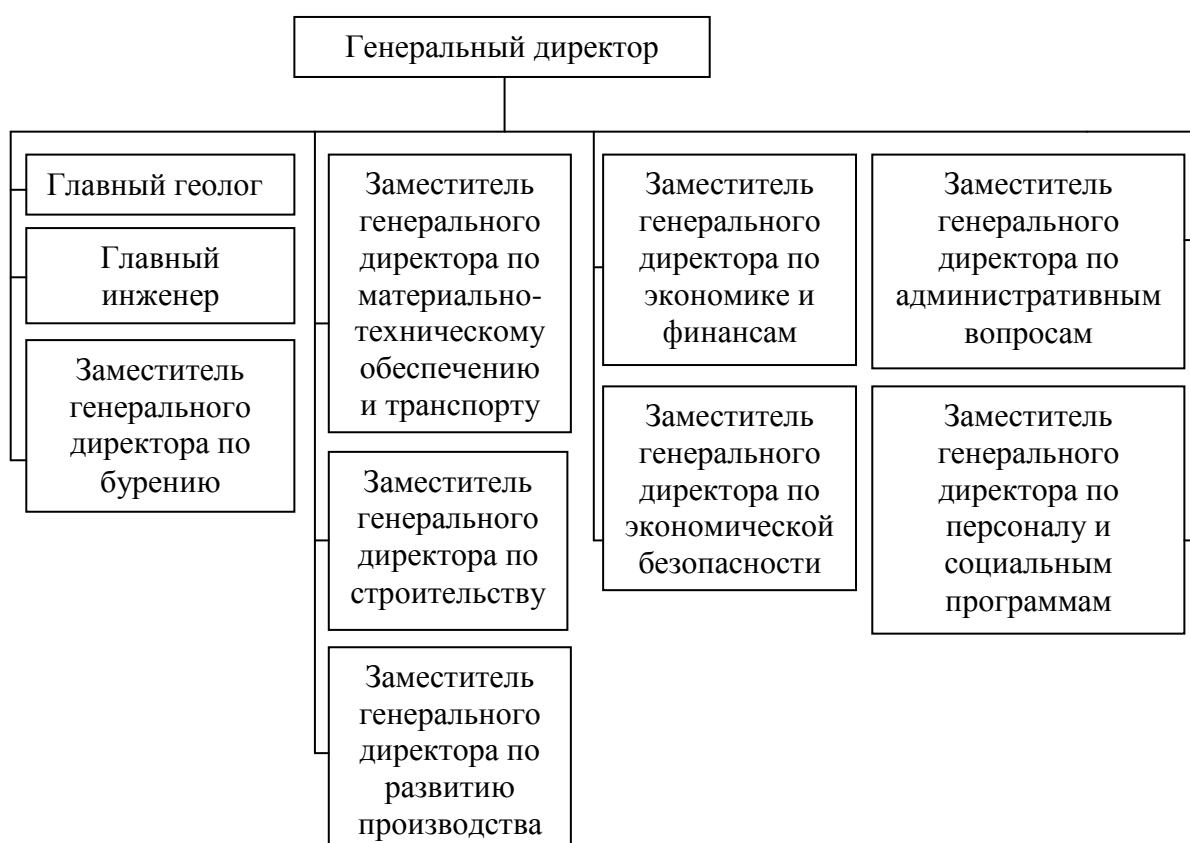 Генеральный директор
Главный геолог
Главный
инженер
Заместитель
генерального
директора по
бурению
Заместитель
генерального
директора по
материально-
техническому
обеспечению
и транспорту
Заместитель
генерального
директора по
строительству
Заместитель
генерального
директора по
развитию
производства
Заместитель
генерального
директора по
экономике и
финансам
Заместитель
генерального
директора по
экономической
безопасности
Заместитель
генерального
директора по
административным
вопросам
Заместитель
генерального
директора по
персоналу и
социальным
программам